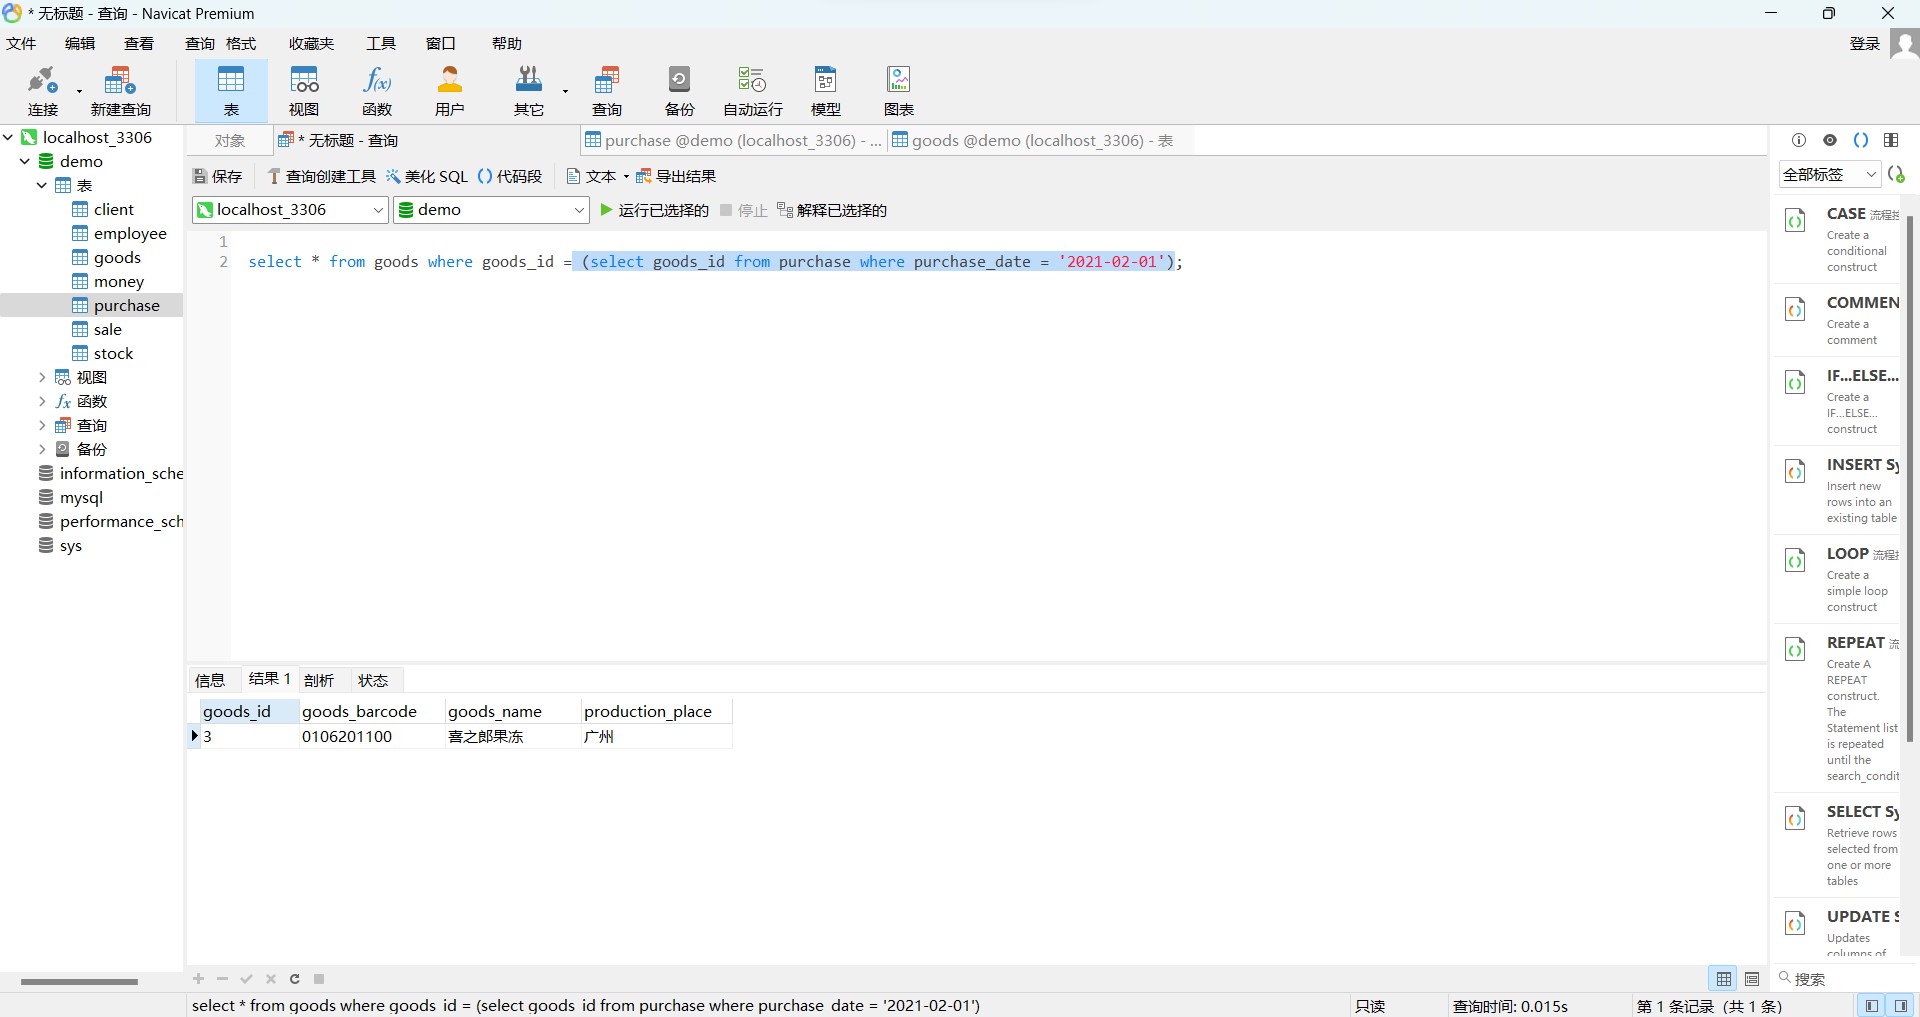 * 无标题 - 查询 - Navicat Premium
文件 编辑 查看 查询 格式 收藏夹 工具 窗口 帮助 登录
连接 新建查询 表 视图 函数 用户 其它 查询 备份 自动运行 模型 图表
localhost_3306
demo
表
client
employee
goods
money
purchase
sale
stock
视图
函数
查询
备份
information_sche
mysql
performance_sch
sys
对象 * 无标题 - 查询 purchase @demo (localhost_3306) - ... goods @demo (localhost_3306) - 表
保存 查询创建工具 美化 SQL 代码段 文本 导出结果
localhost_3306 demo 运行已选择的 停止 解释已选择的
1
2 select * from goods where goods_id = (select goods_id from purchase where purchase_date = '2021-02-01');
信息 结果 1 剖析 状态
goods_id goods_barcode goods_name production_place
3 0106201100 喜之郎果冻 广州
全部标签
CASE 流程
Create a
conditional
construct
COMMEN
Create a
comment
IF...ELSE...
Create a
IF...ELSE...
construct
INSERT Sy
Insert new
rows into an
existing table
LOOP 流程
Create a
simple loop
construct
REPEAT 流
Create A
REPEAT
construct.
The
Statement list
is repeated
until the
search_condit
SELECT Sy
Retrieve rows
selected from
one or more
tables
UPDATE S
Updates
columns of
搜索
select * from goods where goods_id = (select goods_id from purchase where purchase_date = '2021-02-01') 只读 查询时间: 0.015s 第 1 条记录 (共 1 条)